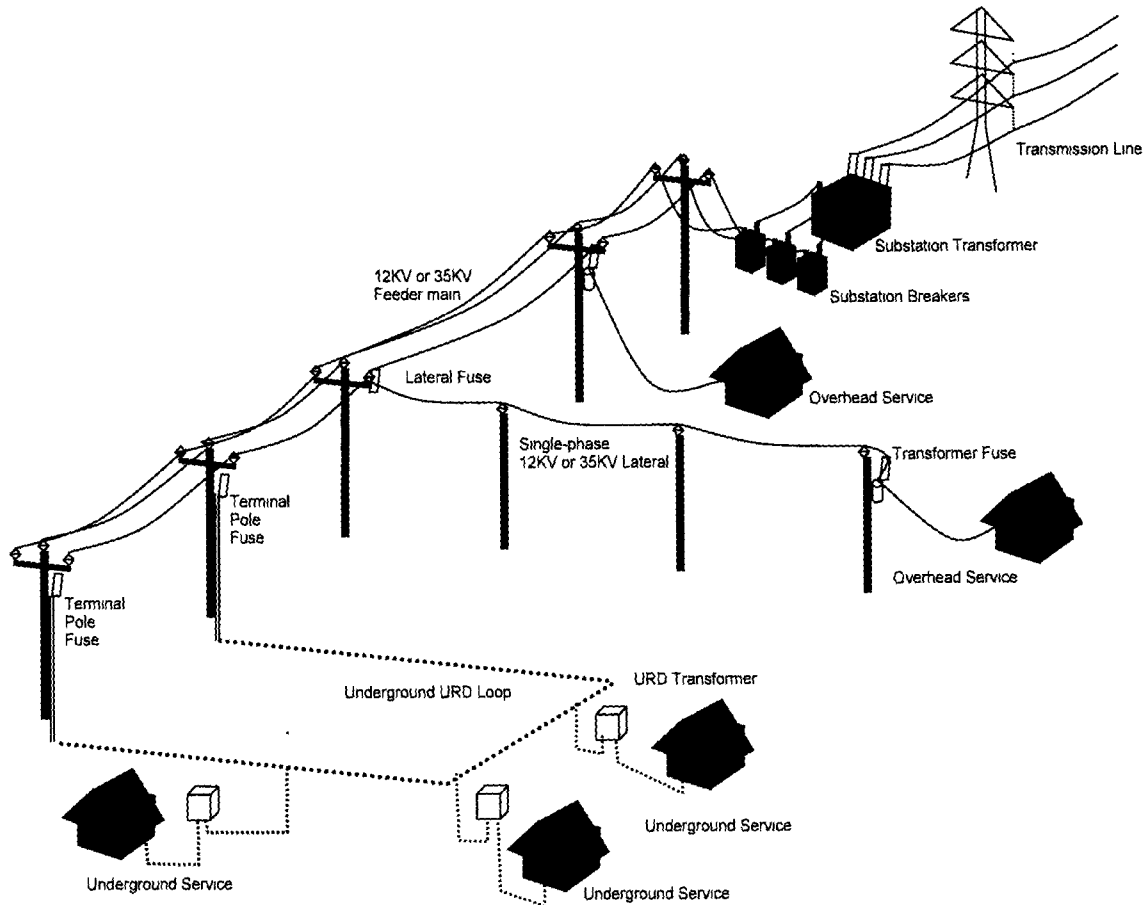 Transmission Line
Substation Transformer
12KV or 35KV
Feeder main
Substation Breakers
Lateral Fuse
Overhead Service
Single-phase
12KV or 35KV Lateral
Transformer Fuse
Terminal
Pole
Fuse
Overhead Service
Terminal
Pole
Fuse
Underground URD Loop
URD Transformer
Underground Service
Underground Service
Underground Service